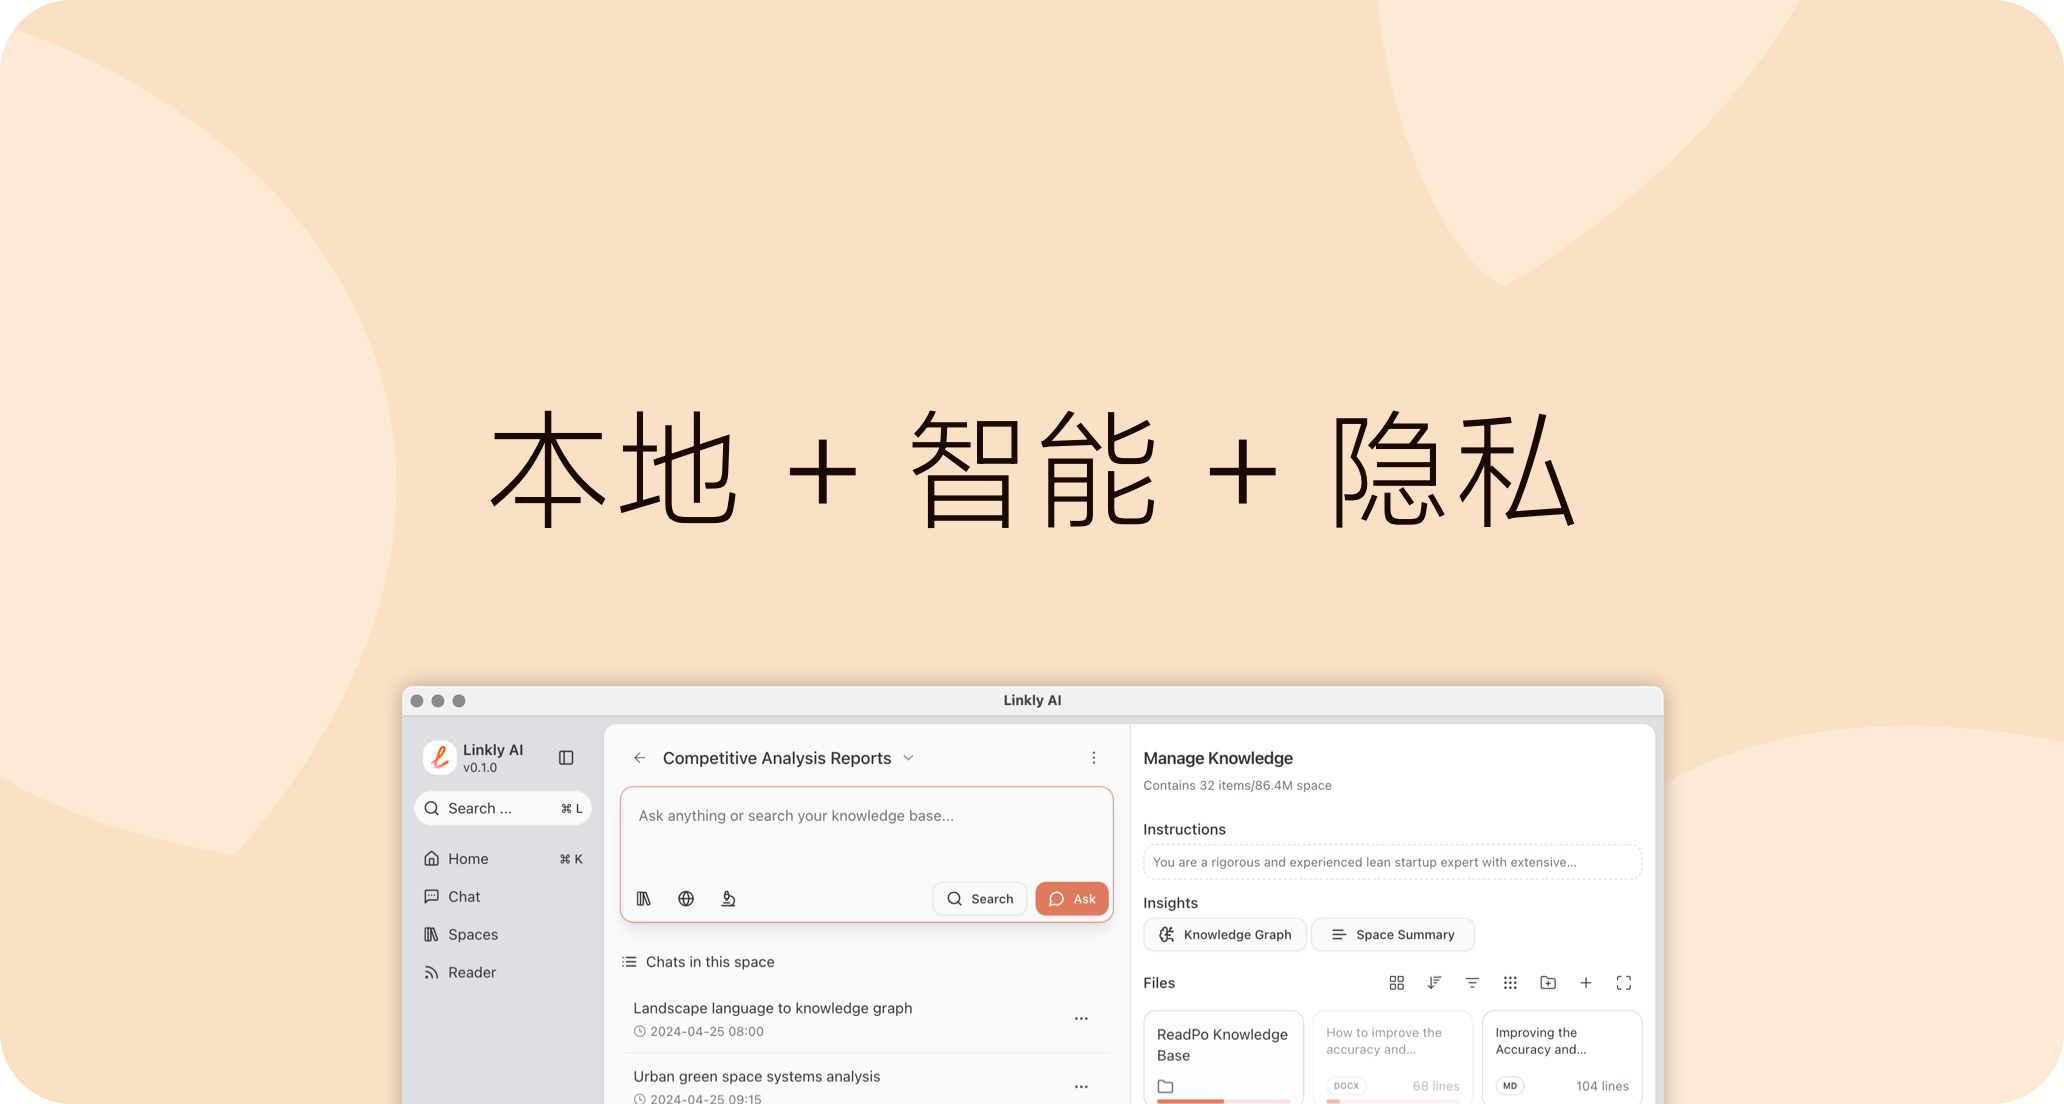 本地 + 智能 + 隐私
Linkly AI
Linkly AI
v0.1.0
Search ...
⌘ L
Home
⌘ K
Chat
Spaces
Reader
Competitive Analysis Reports
Ask anything or search your knowledge base...
Search
Ask
Chats in this space
Landscape language to knowledge graph
2024-04-25 08:00
Urban green space systems analysis
2024-04-25 09:15
Manage Knowledge
Contains 32 items/86.4M space
Instructions
You are a rigorous and experienced lean startup expert with extensive...
Insights
Knowledge Graph
Space Summary
Files
ReadPo Knowledge
Base
How to improve the
accuracy and...
DOCX
68 lines
Improving the
Accuracy and...
MD
104 lines